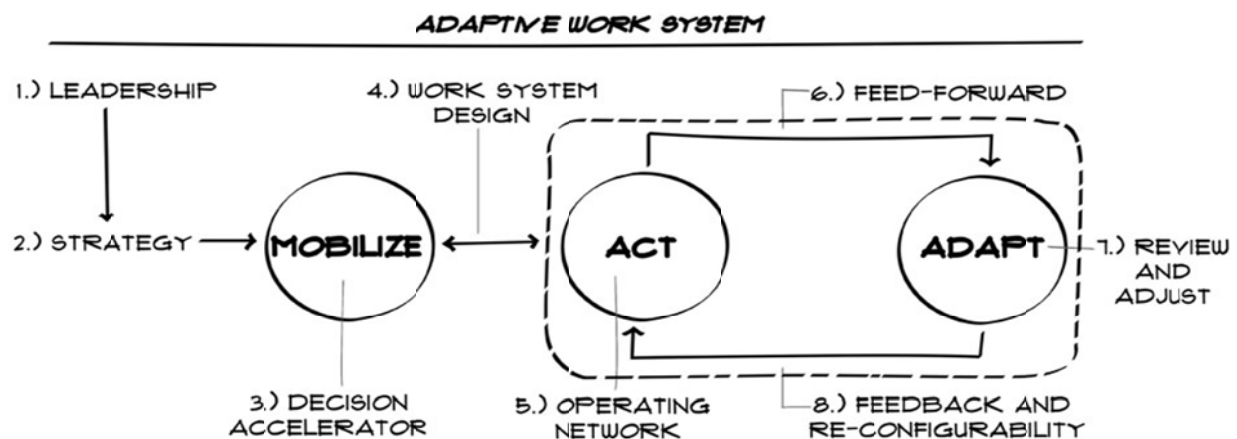 ADAPTIVE WORK SYSTEM
1.) LEADERSHIP
4.) WORK SYSTEM
DESIGN
6.) FEED-FORWARD
2.) STRATEGY
MOBILIZE
ACT
ADAPT
7.) REVIEW
AND
ADJUST
3.) DECISION
ACCELERATOR
5.) OPERATING
NETWORK
8.) FEEDBACK AND
RE-CONFIGURABILITY